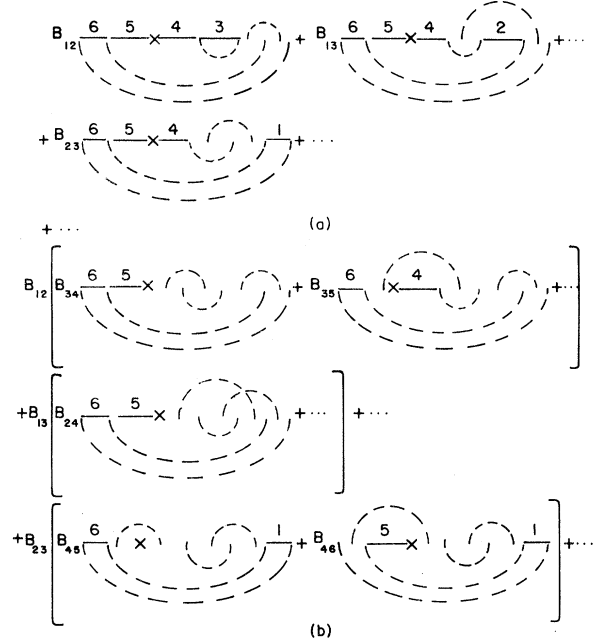 B12 6 5 × 4 3 + B13 6 5 × 4 2 + ···
+ B23 6 5 × 4 1 + ···
+ ···
(a)
B12 [ B34 6 5 × + B35 6 × 4 + ··· ]
+B13 [ B24 6 5 × + ··· ] + ···
+B23 [ B45 6 × 1 + B46 5 × 1 ] + ···
(b)